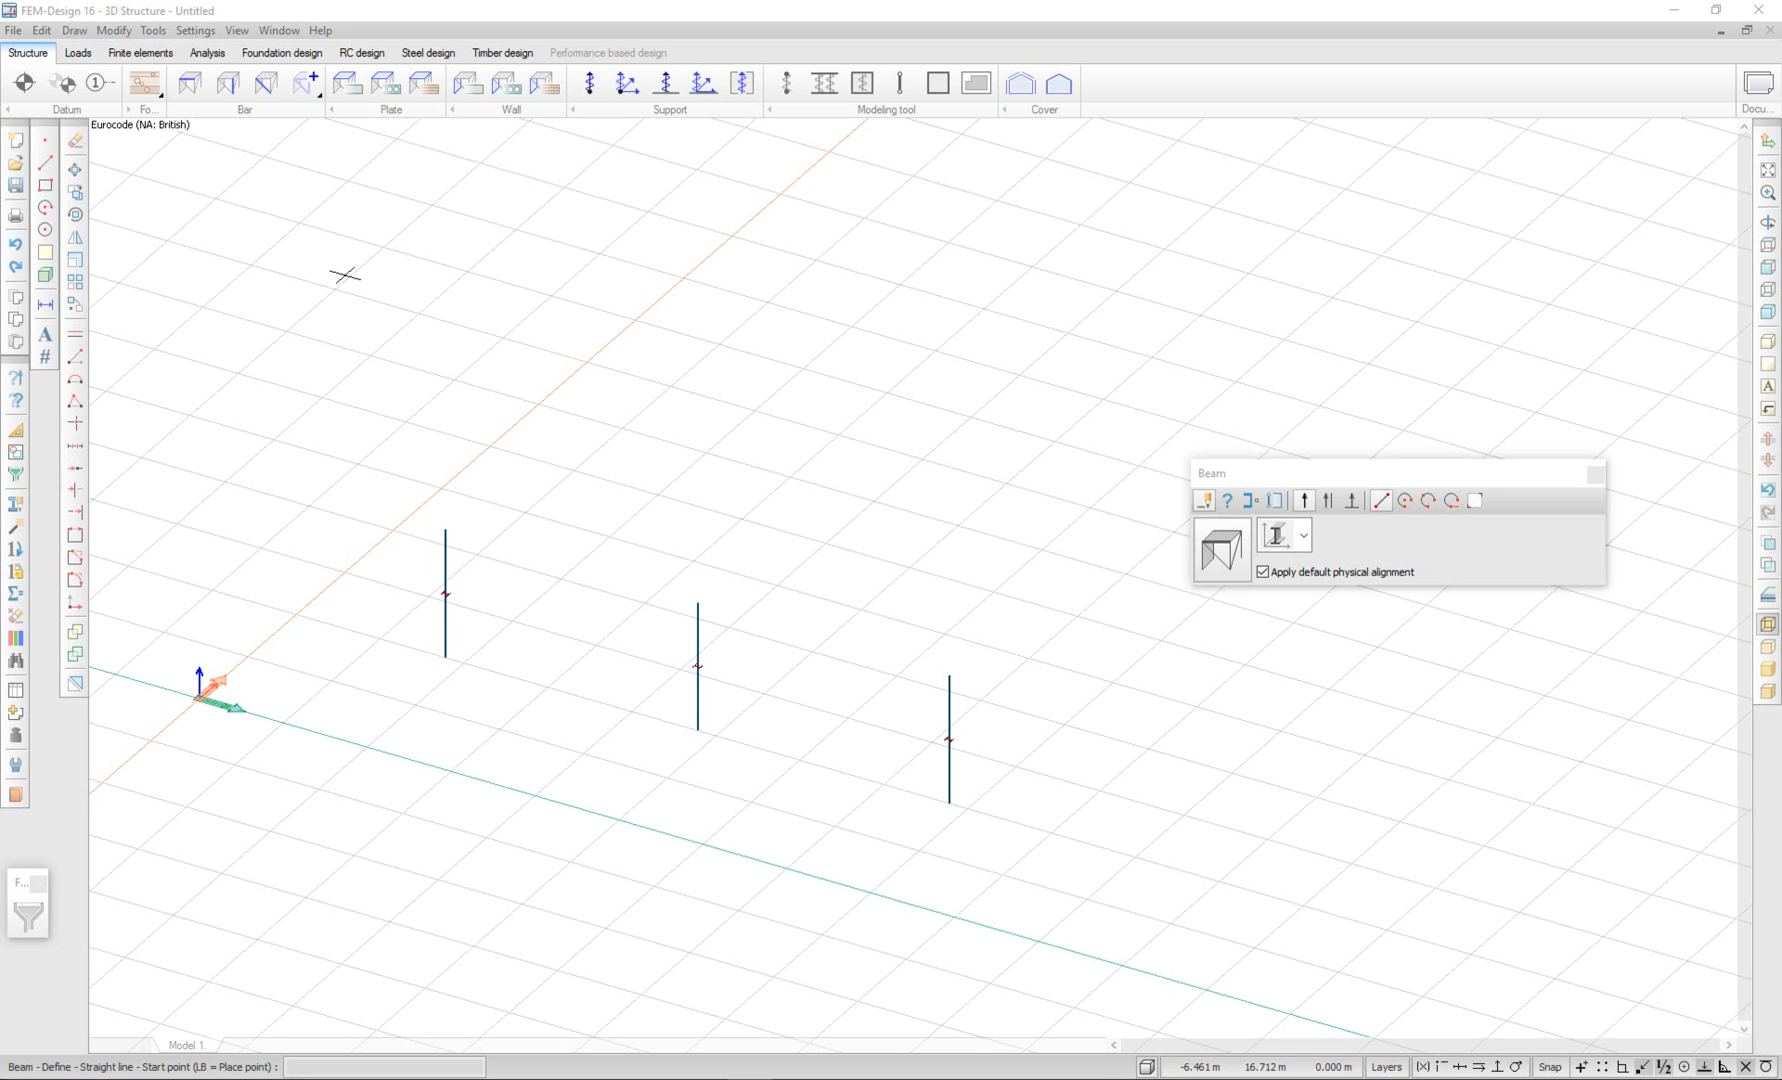 FEM-Design 16 - 3D Structure - Untitled
File Edit Draw Modify Tools Settings View Window Help
Structure Loads Finite elements Analysis Foundation design RC design Steel design Timber design Performance based design
Datum Fo... Bar Plate Wall Support Modeling tool Cover Docu...
Eurocode (NA: British)
Beam
Apply default physical alignment
F...
Model 1.
Beam - Define - Straight line - Start point (LB = Place point) :
-6.461 m 16.712 m 0.000 m Layers Snap